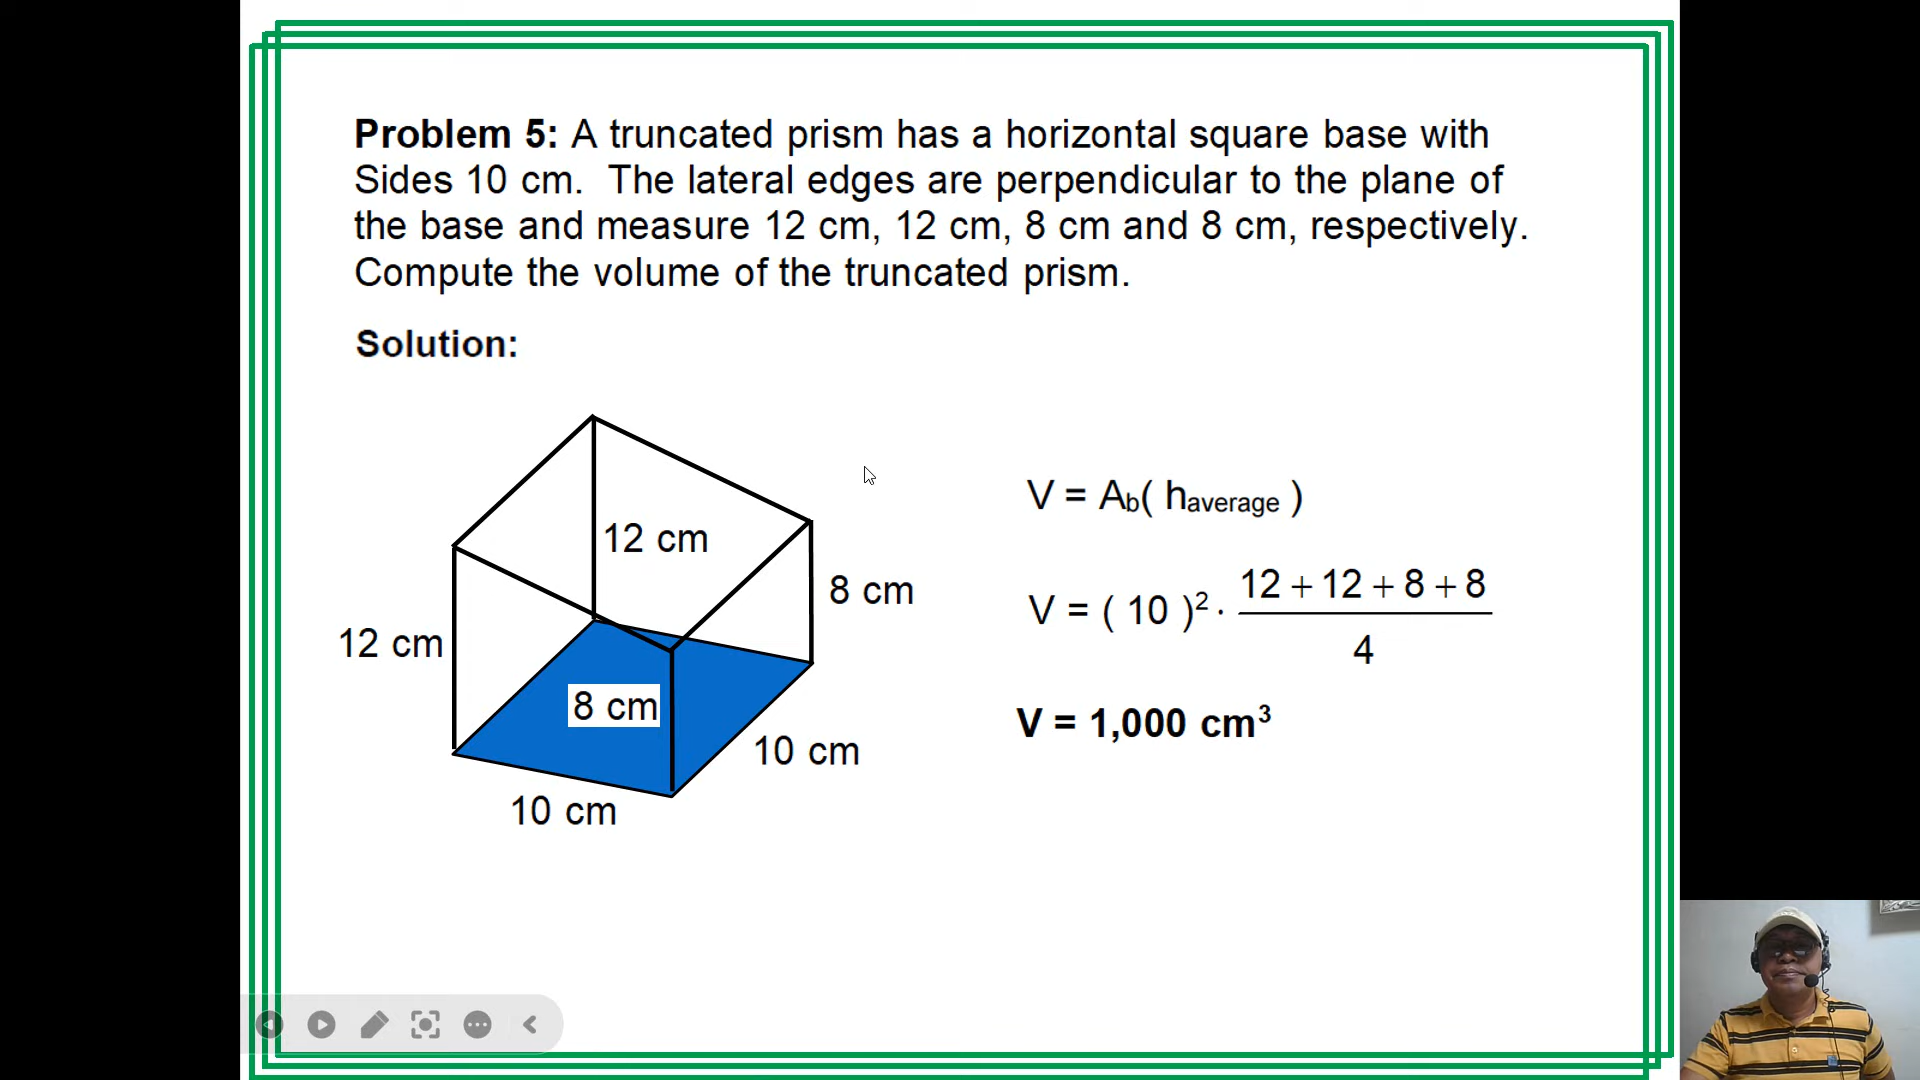 Problem 5: A truncated prism has a horizontal square base with
Sides 10 cm. The lateral edges are perpendicular to the plane of
the base and measure 12 cm, 12 cm, 8 cm and 8 cm, respectively.
Compute the volume of the truncated prism.
Solution:
12 cm
8 cm
12 cm
8 cm
10 cm
10 cm
V = Ab( haverage )
V = ( 10 )² · (12 + 12 + 8 + 8) / 4
V = 1,000 cm³